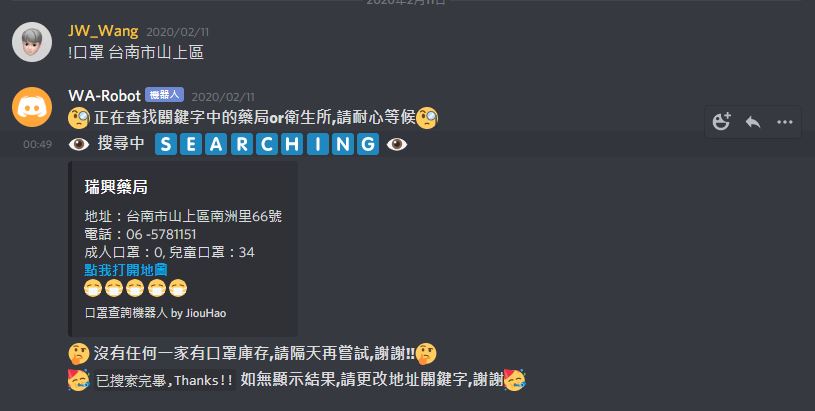 2020年2月11日
JW_Wang 2020/02/11
!口罩 台南市山上區
WA-Robot 機器人 2020/02/11
正在查找關鍵字中的藥局or衛生所,請耐心等候
00:49 搜尋中 SEARCHING
瑞興藥局
地址：台南市山上區南洲里66號
電話：06 -5781151
成人口罩：0, 兒童口罩：34
點我打開地圖
口罩查詢機器人 by JiouHao
沒有任何一家有口罩庫存,請隔天再嘗試,謝謝!!
已搜索完畢,Thanks!! 如無顯示結果,請更改地址關鍵字,謝謝